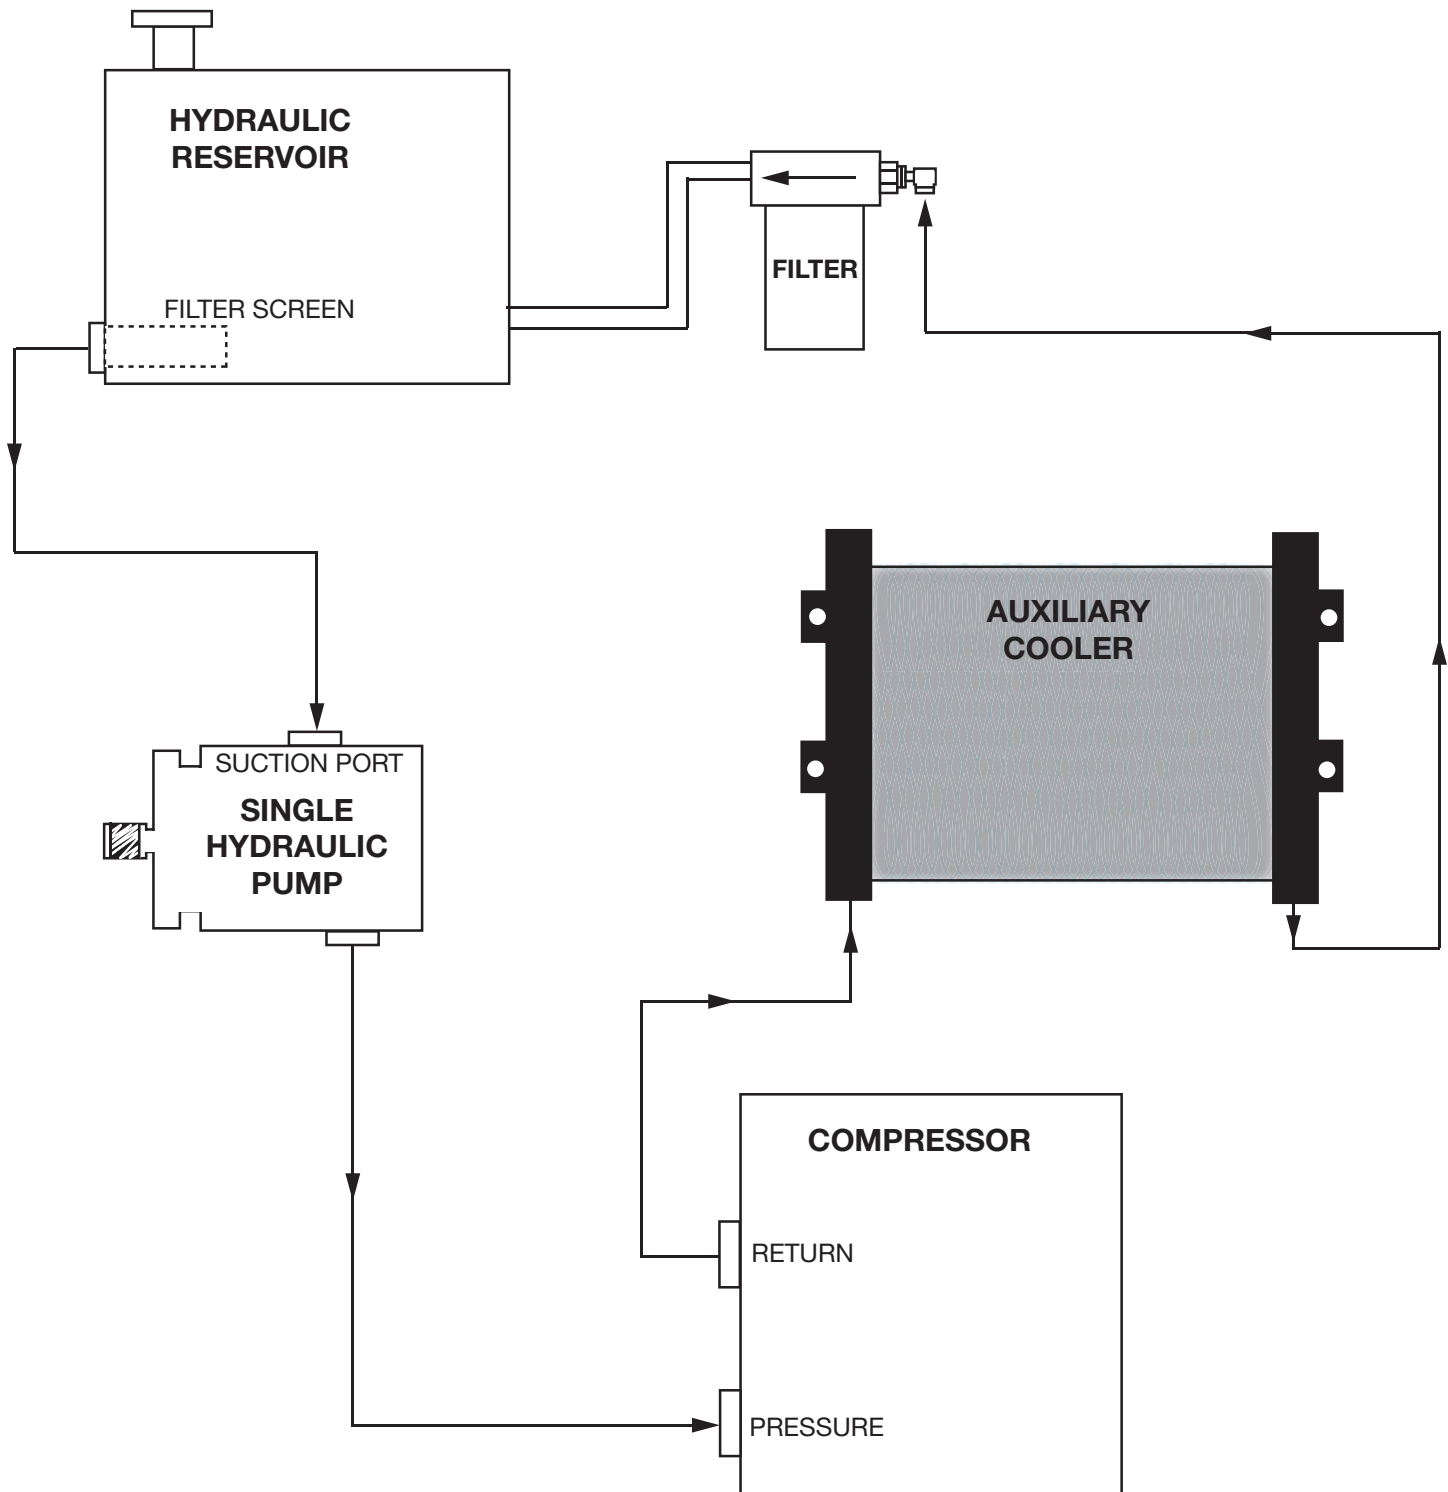 HYDRAULIC
RESERVOIR
FILTER SCREEN
FILTER
AUXILIARY
COOLER
SUCTION PORT
SINGLE
HYDRAULIC
PUMP
COMPRESSOR
RETURN
PRESSURE